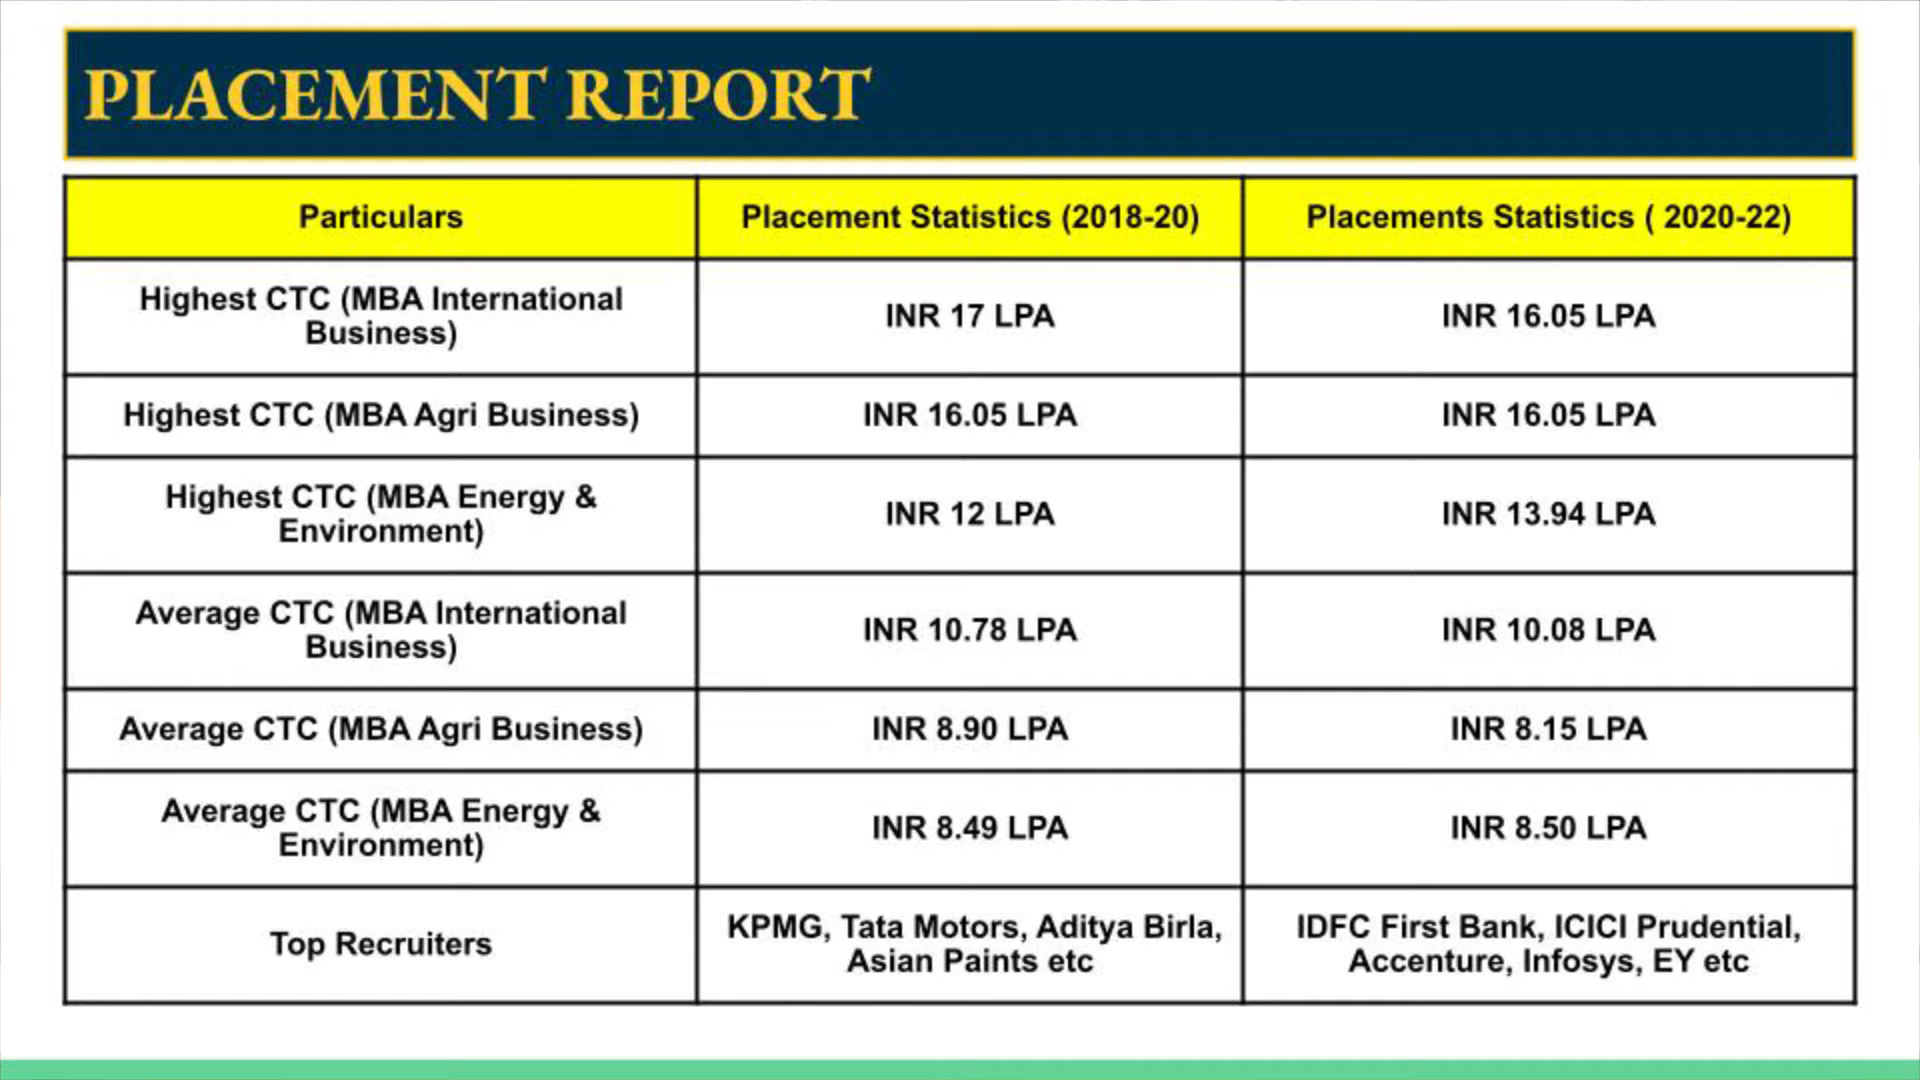 PLACEMENT REPORT
Particulars
Placement Statistics (2018-20)
Placements Statistics ( 2020-22)
Highest CTC (MBA International
Business)
INR 17 LPA
INR 16.05 LPA
Highest CTC (MBA Agri Business)
INR 16.05 LPA
INR 16.05 LPA
Highest CTC (MBA Energy &
Environment)
INR 12 LPA
INR 13.94 LPA
Average CTC (MBA International
Business)
INR 10.78 LPA
INR 10.08 LPA
Average CTC (MBA Agri Business)
INR 8.90 LPA
INR 8.15 LPA
Average CTC (MBA Energy &
Environment)
INR 8.49 LPA
INR 8.50 LPA
Top Recruiters
KPMG, Tata Motors, Aditya Birla,
Asian Paints etc
IDFC First Bank, ICICI Prudential,
Accenture, Infosys, EY etc